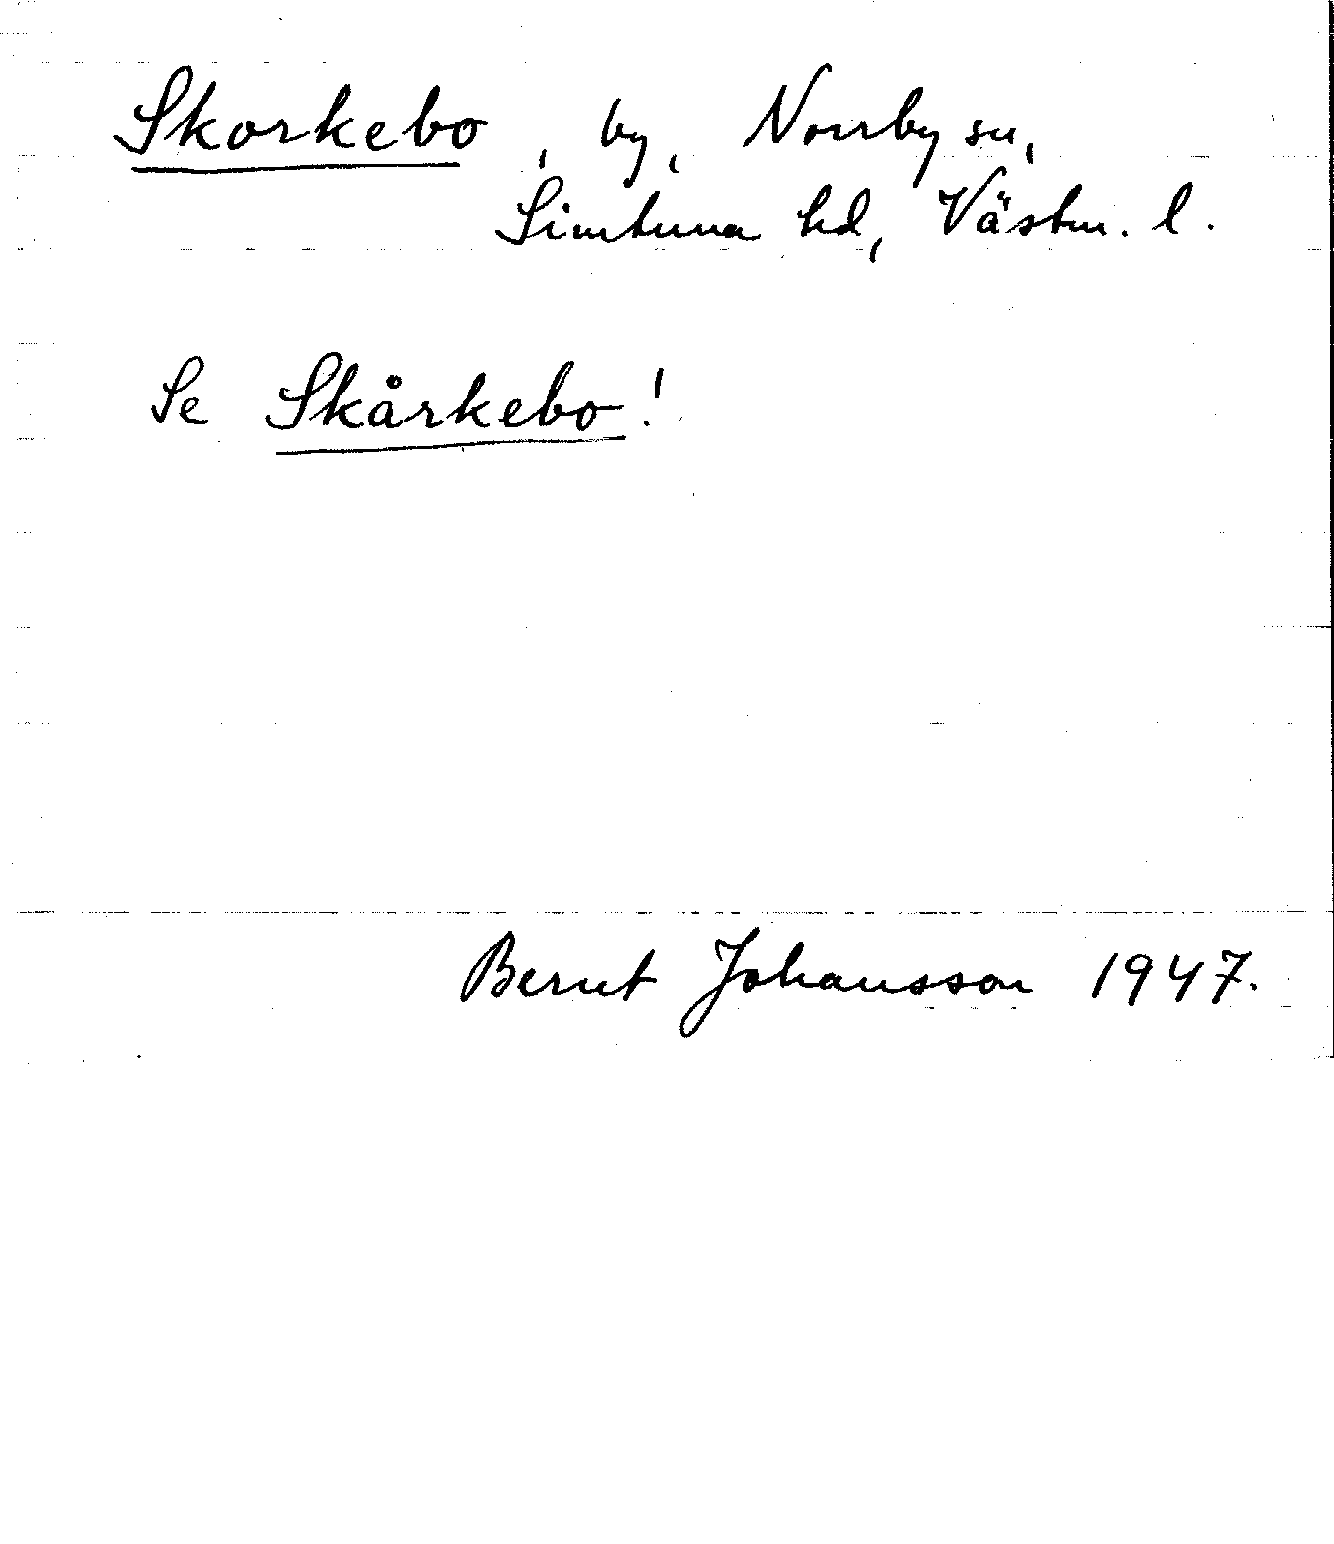 Skorkebo, by, Norrby sn,
Simtuna hd, Västm. l.
Se Skårkebo!
Bernt Johansson 1947.